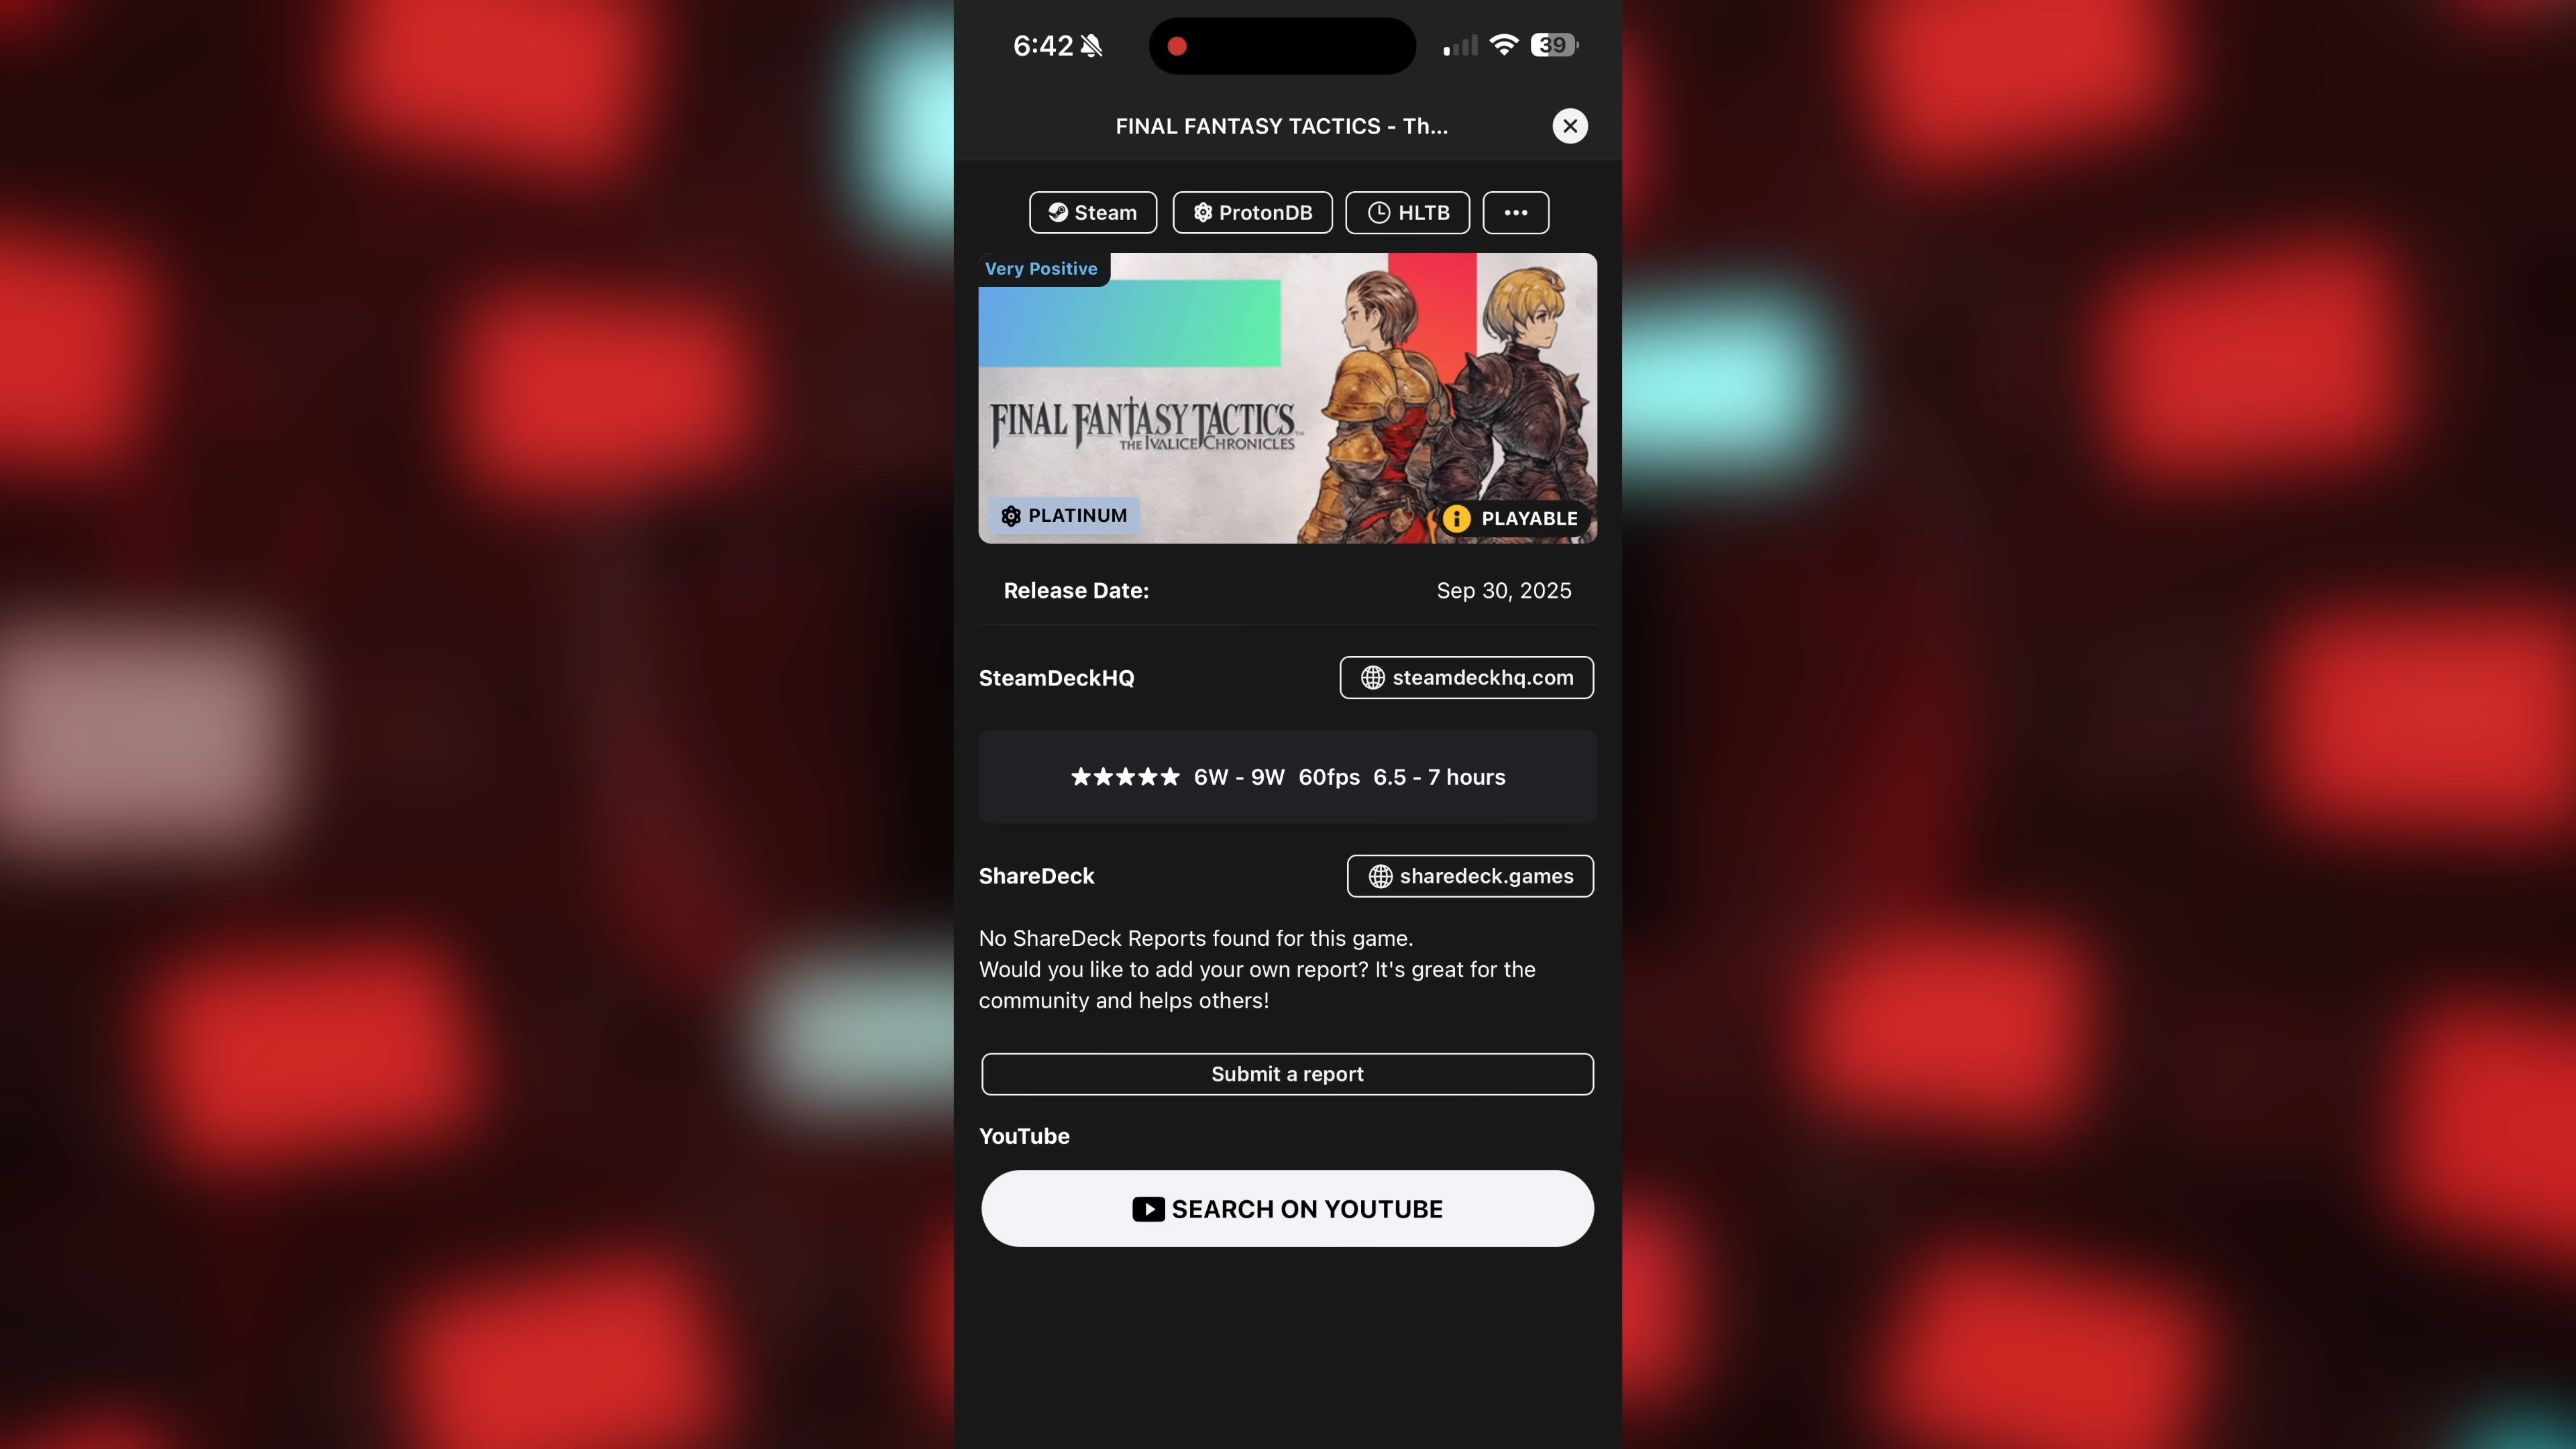 6:42
39
FINAL FANTASY TACTICS - Th...
Steam ProtonDB HLTB •••
Very Positive
FINAL FANTASY TACTICS™
THE IVALICE CHRONICLES
PLATINUM
PLAYABLE
Release Date: Sep 30, 2025
SteamDeckHQ steamdeckhq.com
★★★★★ 6W - 9W 60fps 6.5 - 7 hours
ShareDeck sharedeck.games
No ShareDeck Reports found for this game.
Would you like to add your own report? It's great for the
community and helps others!
Submit a report
YouTube
SEARCH ON YOUTUBE